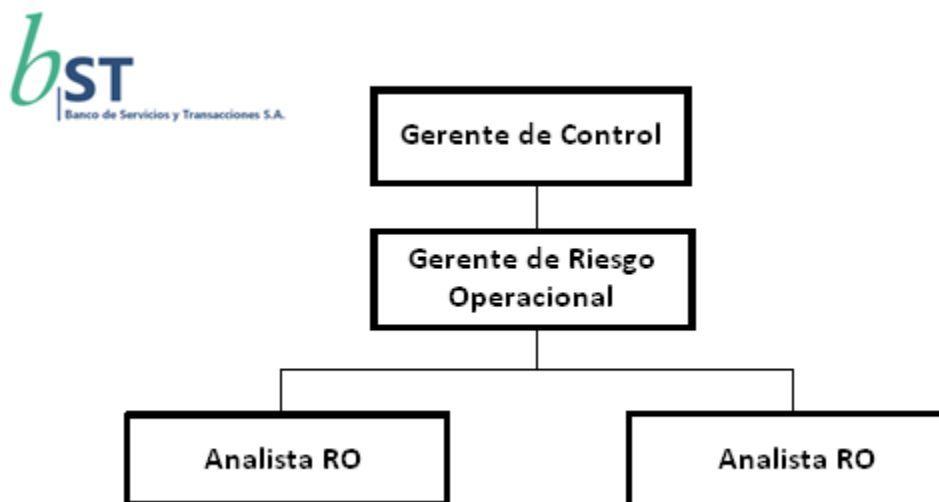 bST
Banco de Servicios y Transacciones S.A.
Gerente de Control
Gerente de Riesgo
Operacional
Analista RO
Analista RO